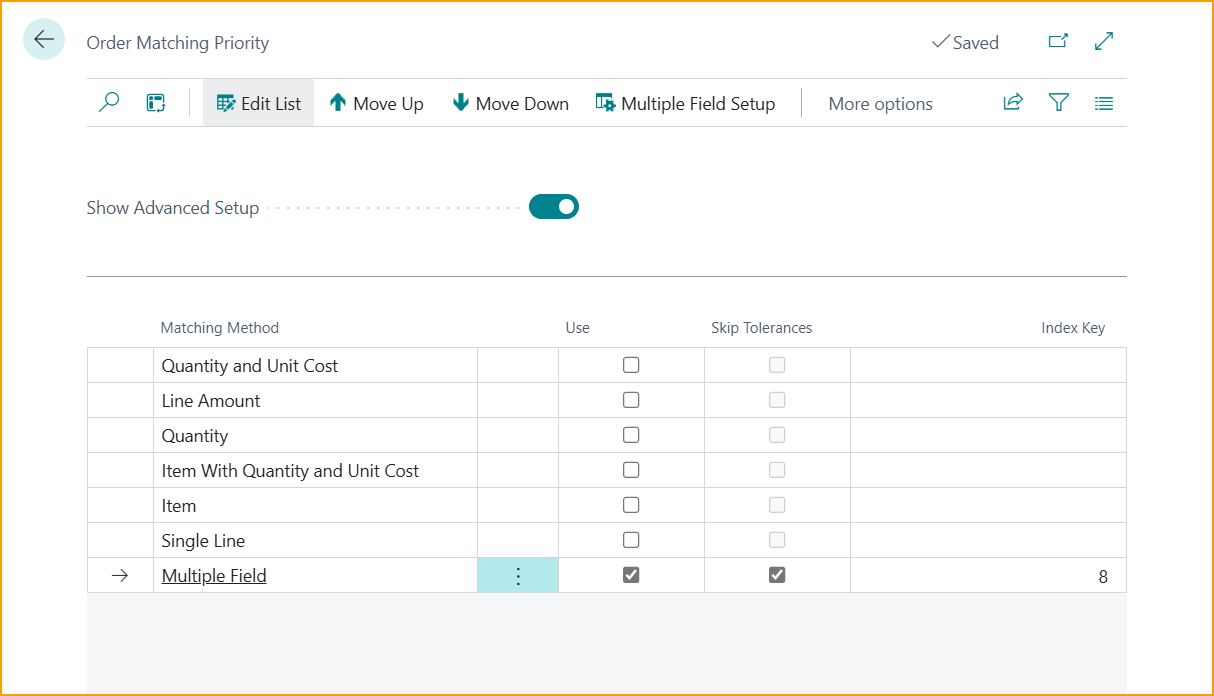 Order Matching Priority Saved
Edit List Move Up Move Down Multiple Field Setup More options
Show Advanced Setup
Matching Method Use Skip Tolerances Index Key
Quantity and Unit Cost
Line Amount
Quantity
Item With Quantity and Unit Cost
Item
Single Line
Multiple Field 8